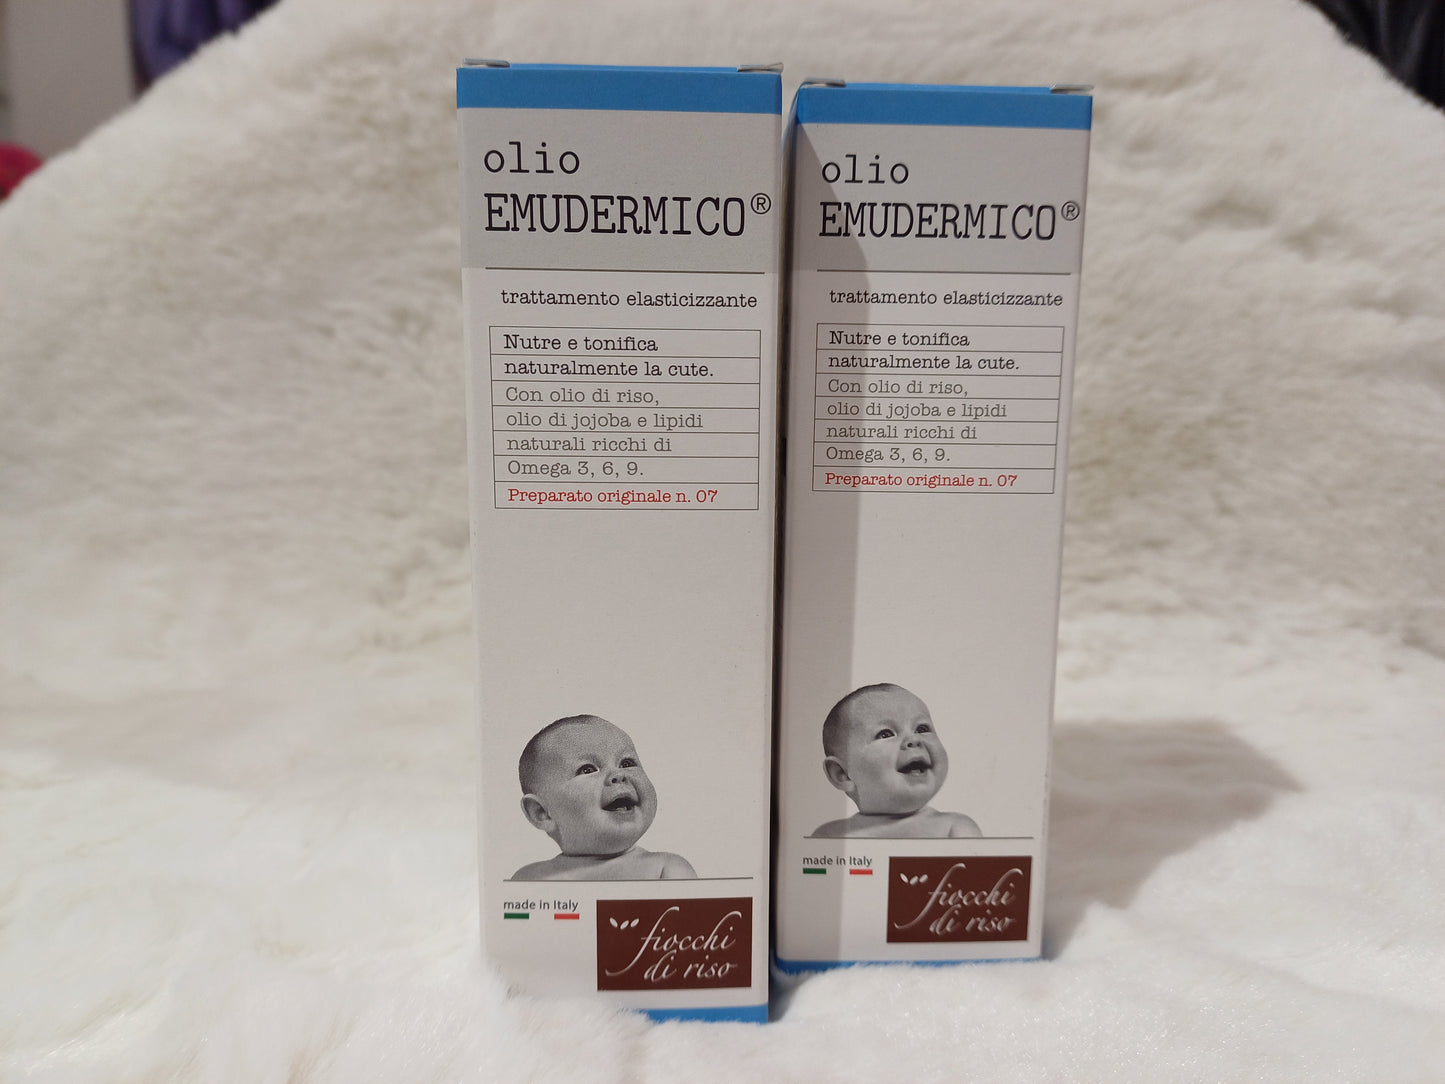 olio
EMUDERMICO®
trattamento elasticizzante
Nutre e tonifica
naturalmente la cute.
Con olio di riso,
olio di jojoba e lipidi
naturali ricchi di
Omega 3, 6, 9.
Preparato originale n. 07
made in Italy
fiocchi
di riso
olio
EMUDERMICO®
trattamento elasticizzante
Nutre e tonifica
naturalmente la cute.
Con olio di riso,
olio di jojoba e lipidi
naturali ricchi di
Omega 3, 6, 9.
Preparato originale n. 07
made in Italy
fiocchi
di riso